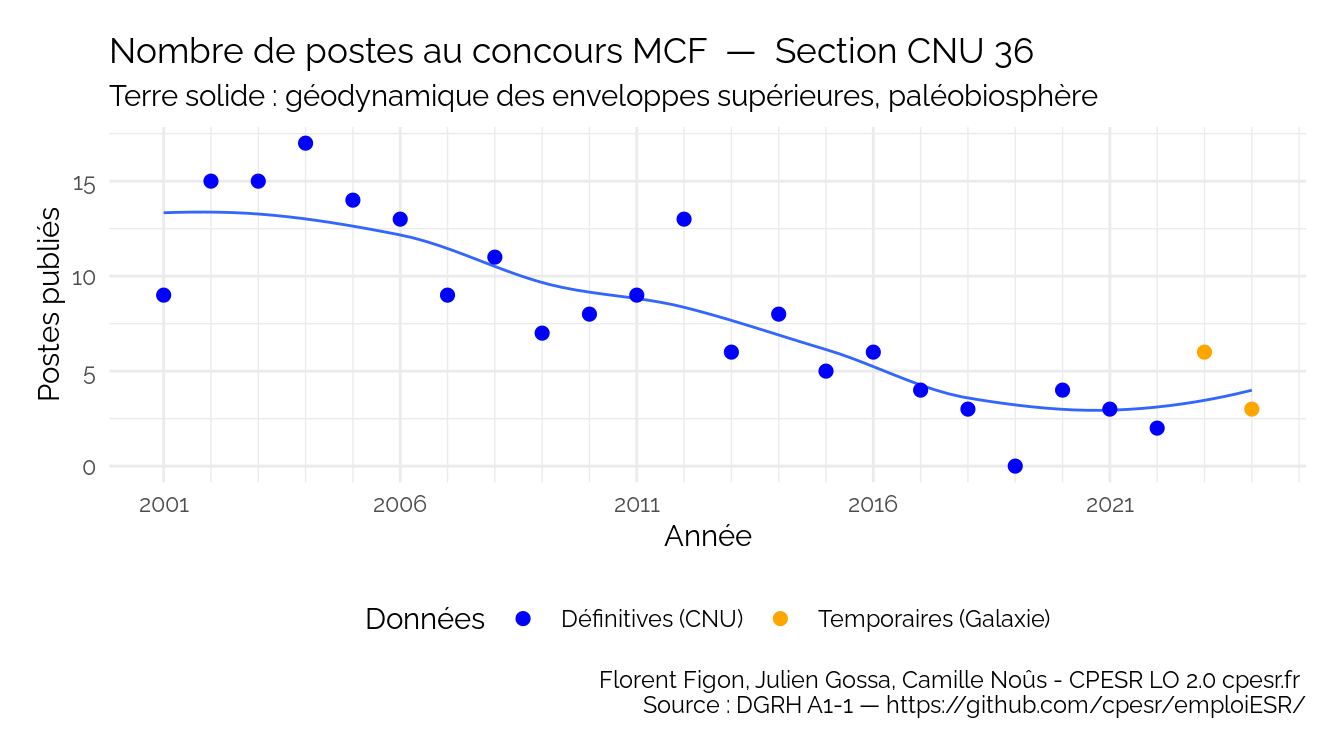 Nombre de postes au concours MCF — Section CNU 36
Terre solide : géodynamique des enveloppes supérieures, paléobiosphère
Postes publiés
15
10
5
0
2001 2006 2011 2016 2021
Année
Données Définitives (CNU) Temporaires (Galaxie)
Florent Figon, Julien Gossa, Camille Noûs - CPESR LO 2.0 cpesr.fr
Source : DGRH A1-1 — https://github.com/cpesr/emploiESR/